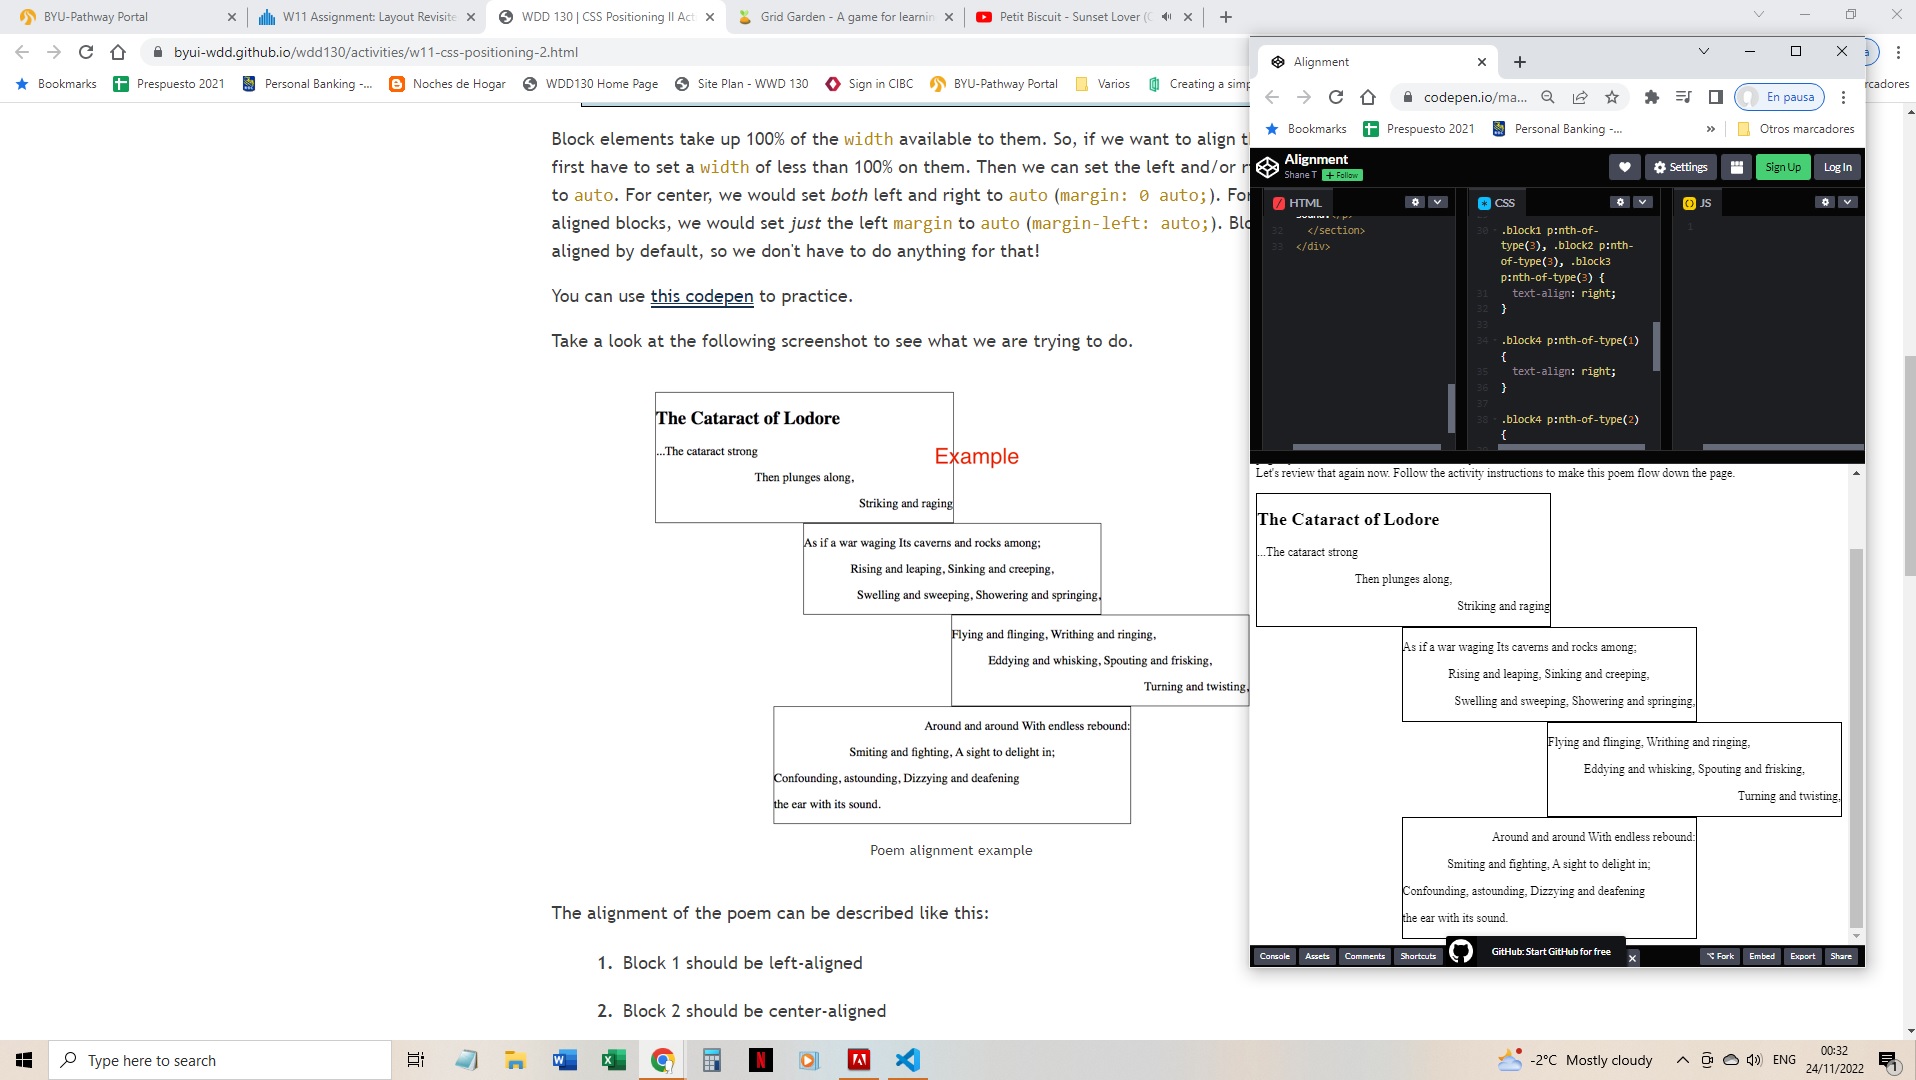 BYU-Pathway Portal
W11 Assignment: Layout Revisite
WDD 130 | CSS Positioning II Acti
Grid Garden - A game for learnin
Petit Biscuit - Sunset Lover (
byui-wdd.github.io/wdd130/activities/w11-css-positioning-2.html
Bookmarks
Prespuesto 2021
Personal Banking -...
Noches de Hogar
WDD130 Home Page
Site Plan - WWD 130
Sign in CIBC
BYU-Pathway Portal
Varios
Creating a simp
rcadores
Block elements take up 100% of the width available to them. So, if we want to align th
first have to set a width of less than 100% on them. Then we can set the left and/or r
to auto. For center, we would set both left and right to auto (margin: 0 auto;). Fo
aligned blocks, we would set just the left margin to auto (margin-left: auto;). Blo
aligned by default, so we don't have to do anything for that!
You can use this codepen to practice.
Take a look at the following screenshot to see what we are trying to do.
The Cataract of Lodore
...The cataract strong
Then plunges along,
Striking and raging
Example
As if a war waging Its caverns and rocks among;
Rising and leaping, Sinking and creeping,
Swelling and sweeping, Showering and springing,
Flying and flinging, Writhing and ringing,
Eddying and whisking, Spouting and frisking,
Turning and twisting,
Around and around With endless rebound:
Smiting and fighting, A sight to delight in;
Confounding, astounding, Dizzying and deafening
the ear with its sound.
Poem alignment example
The alignment of the poem can be described like this:
1. Block 1 should be left-aligned
2. Block 2 should be center-aligned
Alignment
codepen.io/ma...
En pausa
Bookmarks
Prespuesto 2021
Personal Banking -...
»
Otros marcadores
Alignment
Shane T + Follow
Settings
Sign Up
Log In
HTML
32 </section>
33 </div>
CSS
30 .block1 p:nth-of-
type(3), .block2 p:nth-
of-type(3), .block3
p:nth-of-type(3) {
31 text-align: right;
32 }
33
34 .block4 p:nth-of-type(1)
{
35 text-align: right;
36 }
37
38 .block4 p:nth-of-type(2)
{
JS
1
Let's review that again now. Follow the activity instructions to make this poem flow down the page.
The Cataract of Lodore
...The cataract strong
Then plunges along,
Striking and raging
As if a war waging Its caverns and rocks among;
Rising and leaping, Sinking and creeping,
Swelling and sweeping, Showering and springing,
Flying and flinging, Writhing and ringing,
Eddying and whisking, Spouting and frisking,
Turning and twisting,
Around and around With endless rebound:
Smiting and fighting, A sight to delight in;
Confounding, astounding, Dizzying and deafening
the ear with its sound.
Console
Assets
Comments
Shortcuts
GitHub: Start GitHub for free
Fork
Embed
Export
Share
Type here to search
-2°C Mostly cloudy
ENG
00:32
24/11/2022
1